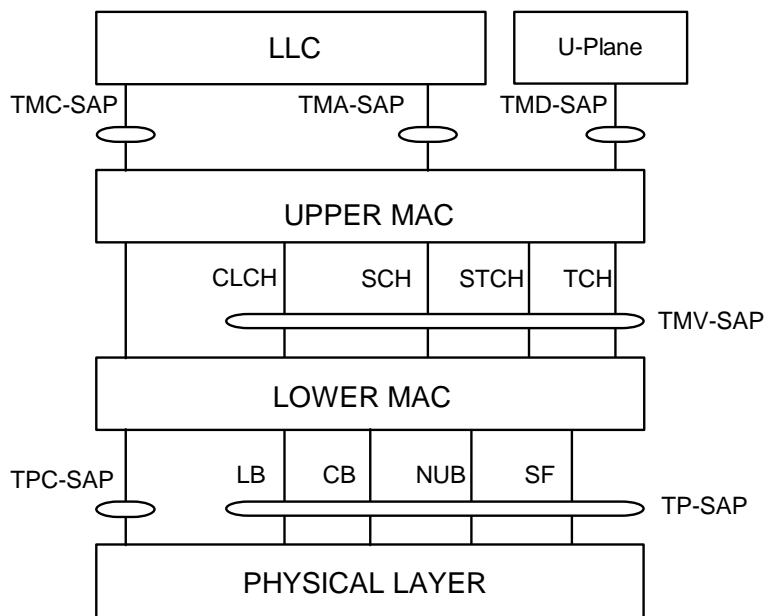 LLC
U-Plane
TMC-SAP
TMA-SAP
TMD-SAP
UPPER MAC
CLCH
SCH
STCH
TCH
TMV-SAP
LOWER MAC
TPC-SAP
LB
CB
NUB
SF
TP-SAP
PHYSICAL LAYER